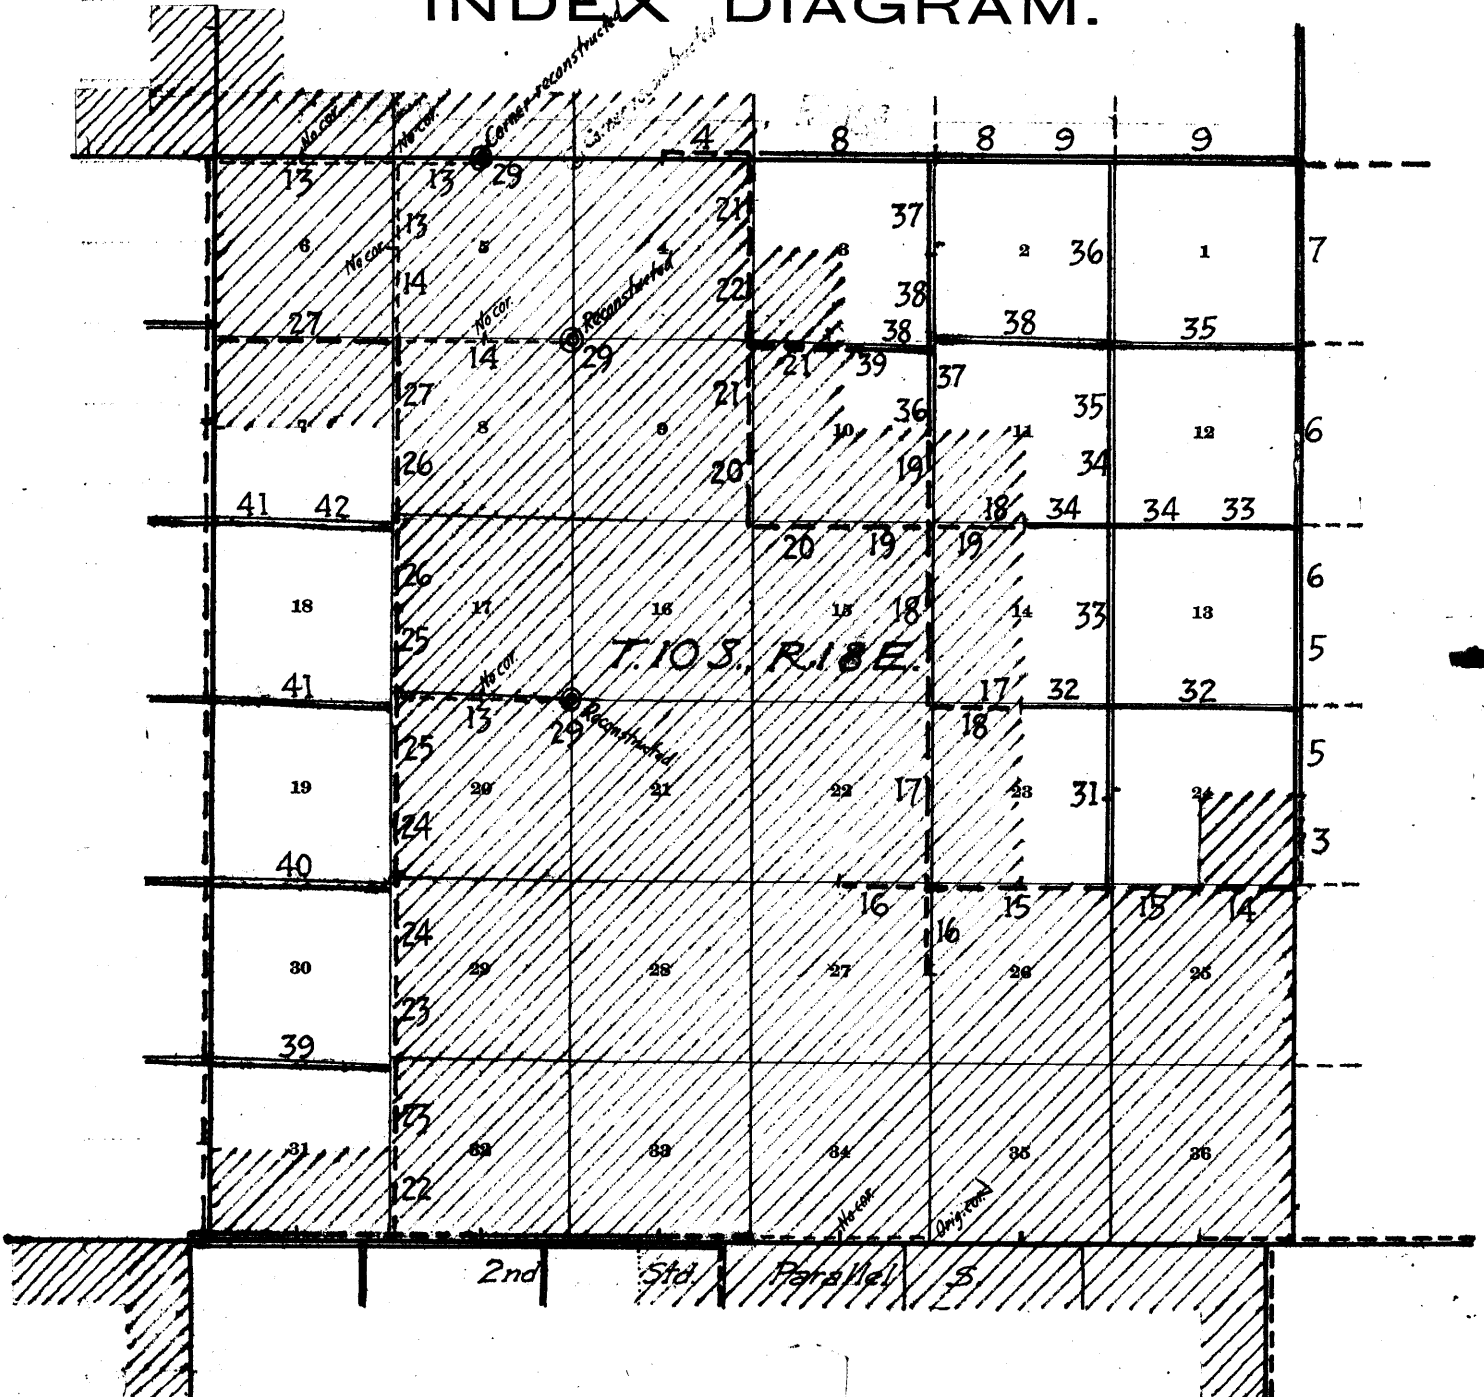 INDEX DIAGRAM.
Corner reconstructed
No cor. No cor.
4 8 8 9 9
13 13 29
21 37
13
6 No cor. 5 4 3 2 36 1 7
14 22 38
No cor. Reconstructed
27 38 38 35
14 29 21 39
27 21 37 35
36
7 8 9 10 11 12 6
26 20 19 34
41 42 18 34 34 33
20 19 19
26 6
18 17 16 15 18 14 33 13
25 5
T.10S., R.18E.
No cor.
41 17 32 32
13 29 18
Reconstructed
25 5
19 20 21 22 17 23 31 24
24 3
40
16 15 15 14
24 16
30 29 28 27 26 25
23
39
23
31 32 33 34 35 36
22
No cor. Orig. cor.
2nd Std. Parallel S.